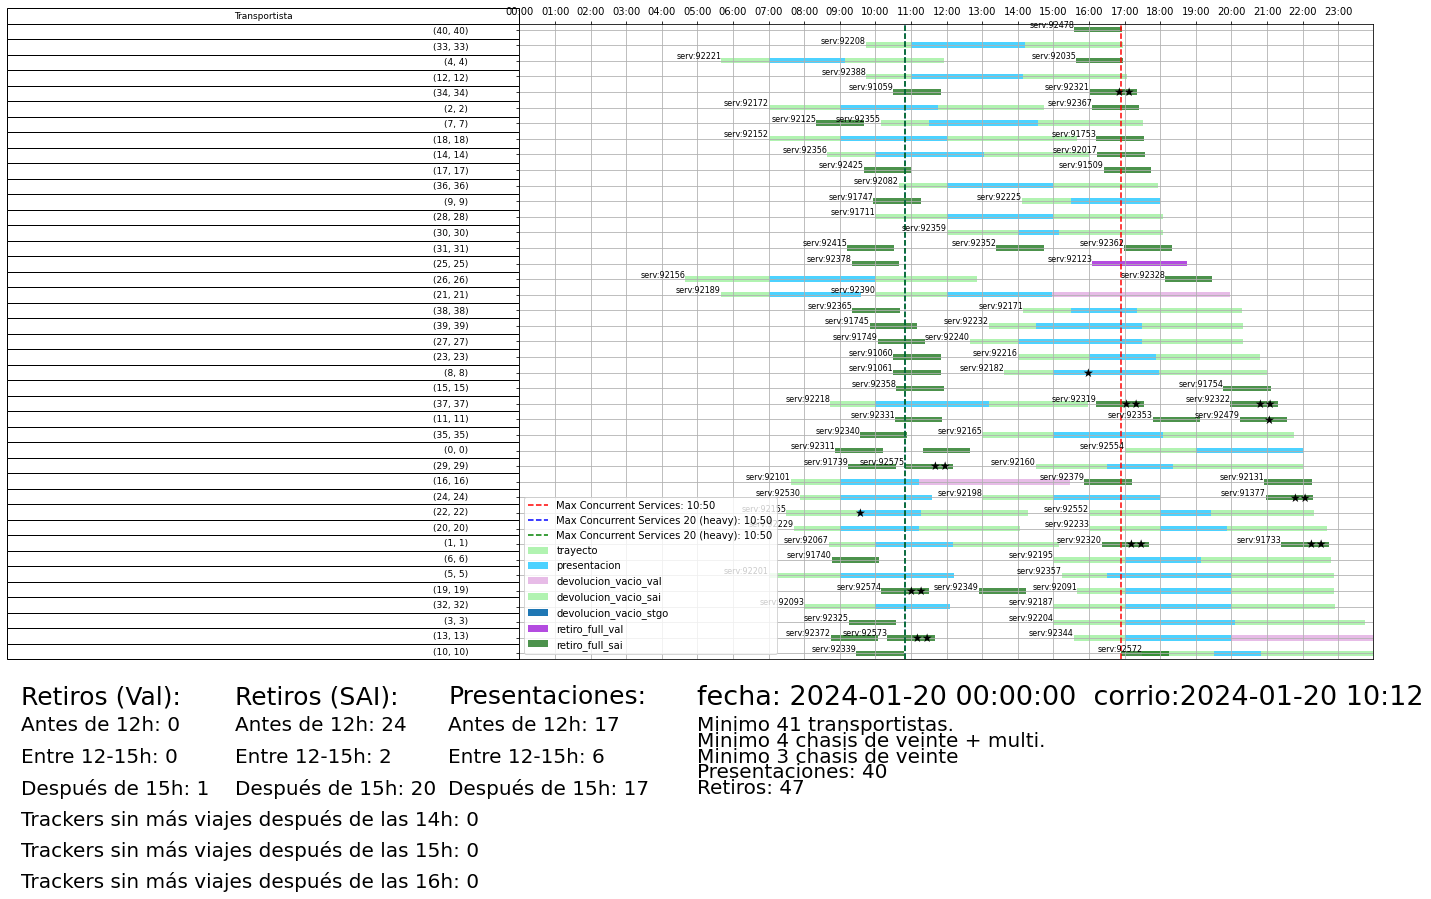 00:00 01:00 02:00 03:00 04:00 05:00 06:00 07:00 08:00 09:00 10:00 11:00 12:00 13:00 14:00 15:00 16:00 17:00 18:00 19:00 20:00 21:00 22:00 23:00
Transportista
(40, 40) serv:92478
(33, 33) serv:92208
(4, 4) serv:92221 serv:92035
(12, 12) serv:92388
(34, 34) serv:91059 serv:92321
(2, 2) serv:92172 serv:92367
(7, 7) serv:92125 serv:92355
(18, 18) serv:92152 serv:91753
(14, 14) serv:92356 serv:92017
(17, 17) serv:92425 serv:91509
(36, 36) serv:92082
(9, 9) serv:91747 serv:92225
(28, 28) serv:91711
(30, 30) serv:92359
(31, 31) serv:92415 serv:92352 serv:92362
(25, 25) serv:92378 serv:92123
(26, 26) serv:92156 serv:92328
(21, 21) serv:92189 serv:92390
(38, 38) serv:92365 serv:92171
(39, 39) serv:91745 serv:92232
(27, 27) serv:91749 serv:92240
(23, 23) serv:91060 serv:92216
(8, 8) serv:91061 serv:92182
(15, 15) serv:92358 serv:91754
(37, 37) serv:92218 serv:92319 serv:92322
(11, 11) serv:92331 serv:92353 serv:92479
(35, 35) serv:92340 serv:92165
(0, 0) serv:92311 serv:92554
(29, 29) serv:91739 serv:92575 serv:92160
(16, 16) serv:92101 serv:92379 serv:92131
(24, 24) serv:92530 serv:92198 serv:91377
(22, 22) serv:92552
(20, 20) serv:92233
(1, 1) serv:92067 serv:92320 serv:91733
(6, 6) serv:91740 serv:92195
(5, 5) serv:92201 serv:92357
(19, 19) serv:92574 serv:92349 serv:92091
(32, 32) serv:92093 serv:92187
(3, 3) serv:92325 serv:92204
(13, 13) serv:92372 serv:92573 serv:92344
(10, 10) serv:92339 serv:92572
Max Concurrent Services: 10:50
Max Concurrent Services 20 (heavy): 10:50
Max Concurrent Services 20 (heavy): 10:50
trayecto
presentacion
devolucion_vacio_val
devolucion_vacio_sai
devolucion_vacio_stgo
retiro_full_val
retiro_full_sai
Retiros (Val):
Antes de 12h: 0
Entre 12-15h: 0
Después de 15h: 1
Retiros (SAI):
Antes de 12h: 24
Entre 12-15h: 2
Después de 15h: 20
Presentaciones:
Antes de 12h: 17
Entre 12-15h: 6
Después de 15h: 17
Trackers sin más viajes después de las 14h: 0
Trackers sin más viajes después de las 15h: 0
Trackers sin más viajes después de las 16h: 0
fecha: 2024-01-20 00:00:00 corrio:2024-01-20 10:12
Minimo 41 transportistas.
Minimo 4 chasis de veinte + multi.
Minimo 3 chasis de veinte
Presentaciones: 40
Retiros: 47